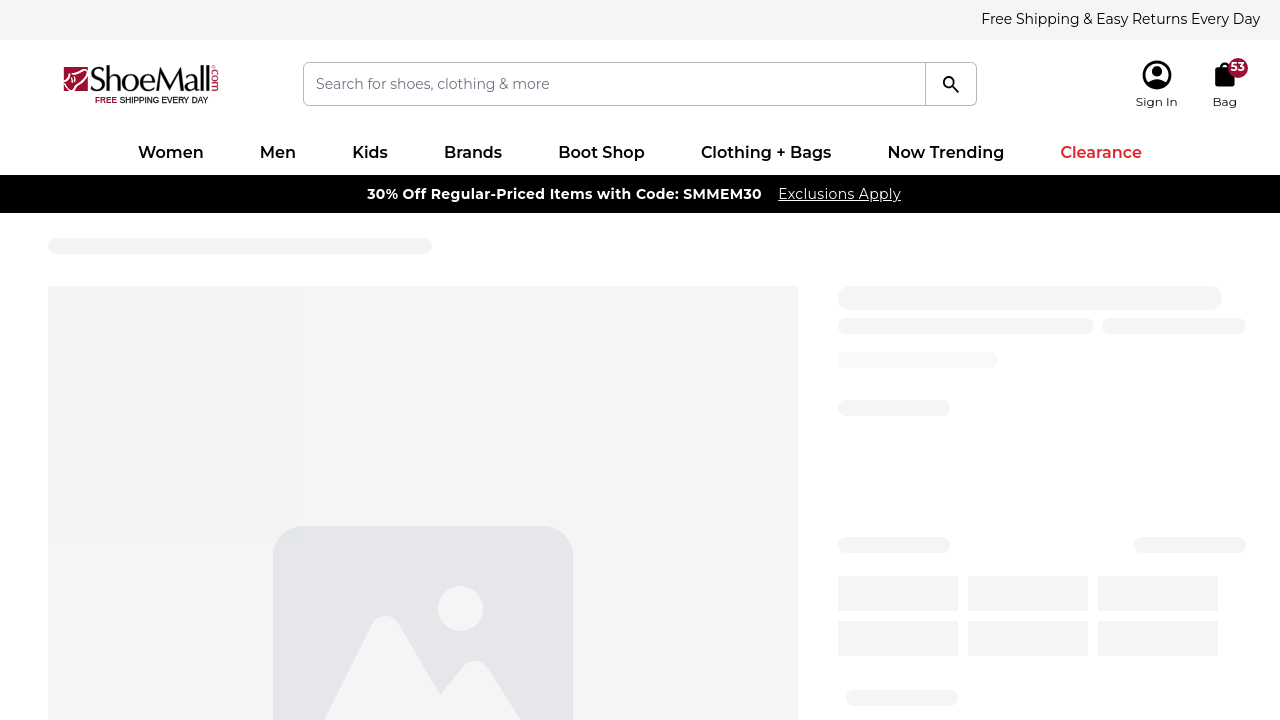 Free Shipping & Easy Returns Every Day
ShoeMall®.com
FREE SHIPPING EVERY DAY
Search for shoes, clothing & more
Sign In
53
Bag
Women Men Kids Brands Boot Shop Clothing + Bags Now Trending Clearance
30% Off Regular-Priced Items with Code: SMMEM30 Exclusions Apply